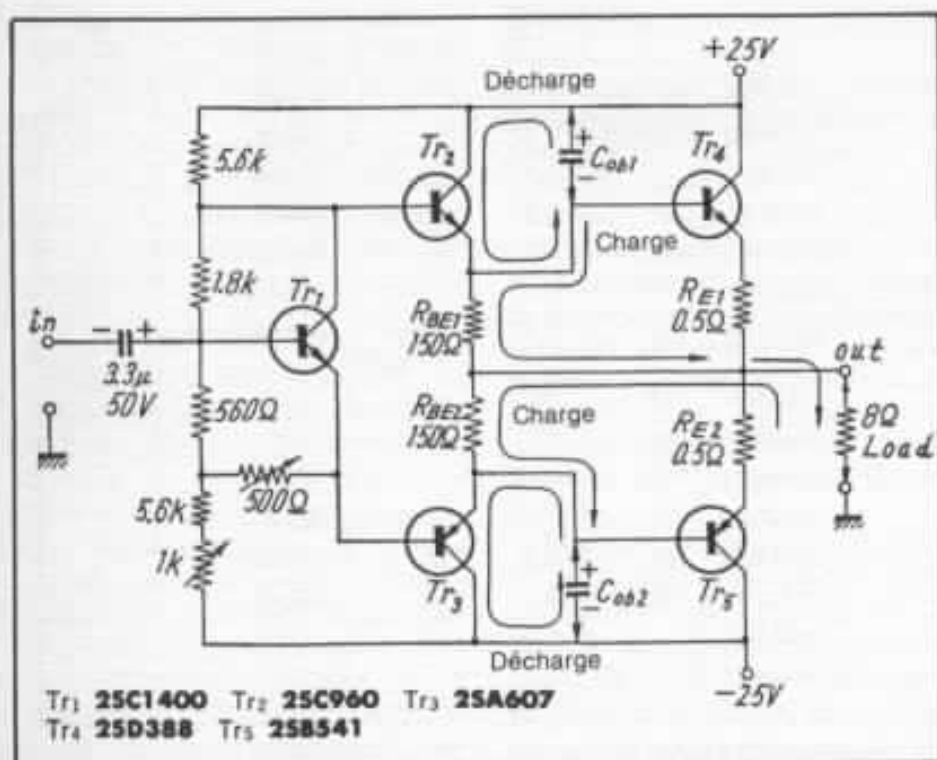 +25V
Décharge
5.6k
Tr2
+
Cob1
−
Tr4
Charge
1.8k
Tr1
RBE1
150Ω
RE1
0.5Ω
in
− +
3.3μ
50V
out
560Ω
RBE2
150Ω
Charge
RE2
0.5Ω
8Ω
Load
500Ω
5.6K
1k
Tr3
+
Cob2
−
Tr5
Décharge
−25V
Tr1 2SC1400 Tr2 2SC960 Tr3 2SA607
Tr4 2SD388 Tr5 2SB541